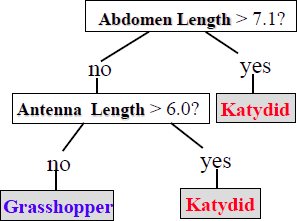 Abdomen Length > 7.1?
no
yes
Antenna Length > 6.0?
Katydid
no
yes
Grasshopper
Katydid